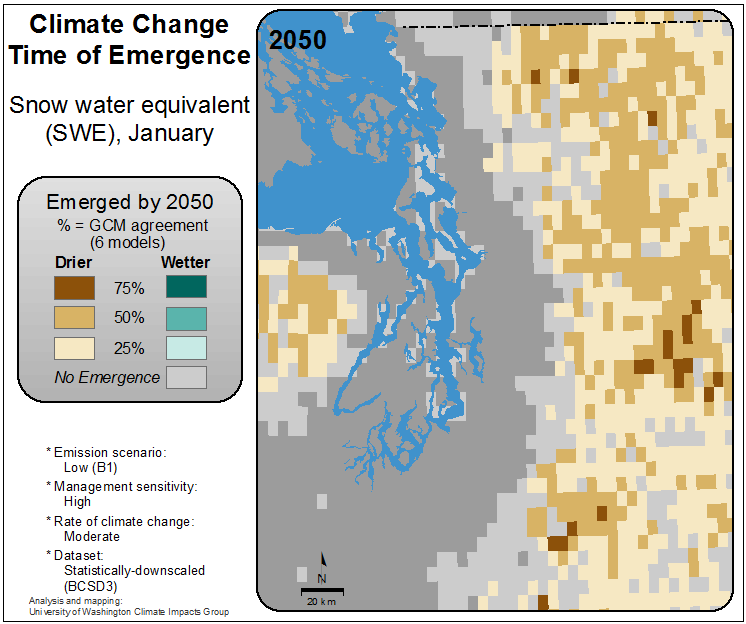 Climate Change
Time of Emergence
Snow water equivalent
(SWE), January
Emerged by 2050
% = GCM agreement
(6 models)
Drier Wetter
75%
50%
25%
No Emergence
* Emission scenario:
Low (B1)
* Management sensitivity:
High
* Rate of climate change:
Moderate
* Dataset:
Statistically-downscaled
(BCSD3)
Analysis and mapping:
University of Washington Climate Impacts Group
2050
N
20 km